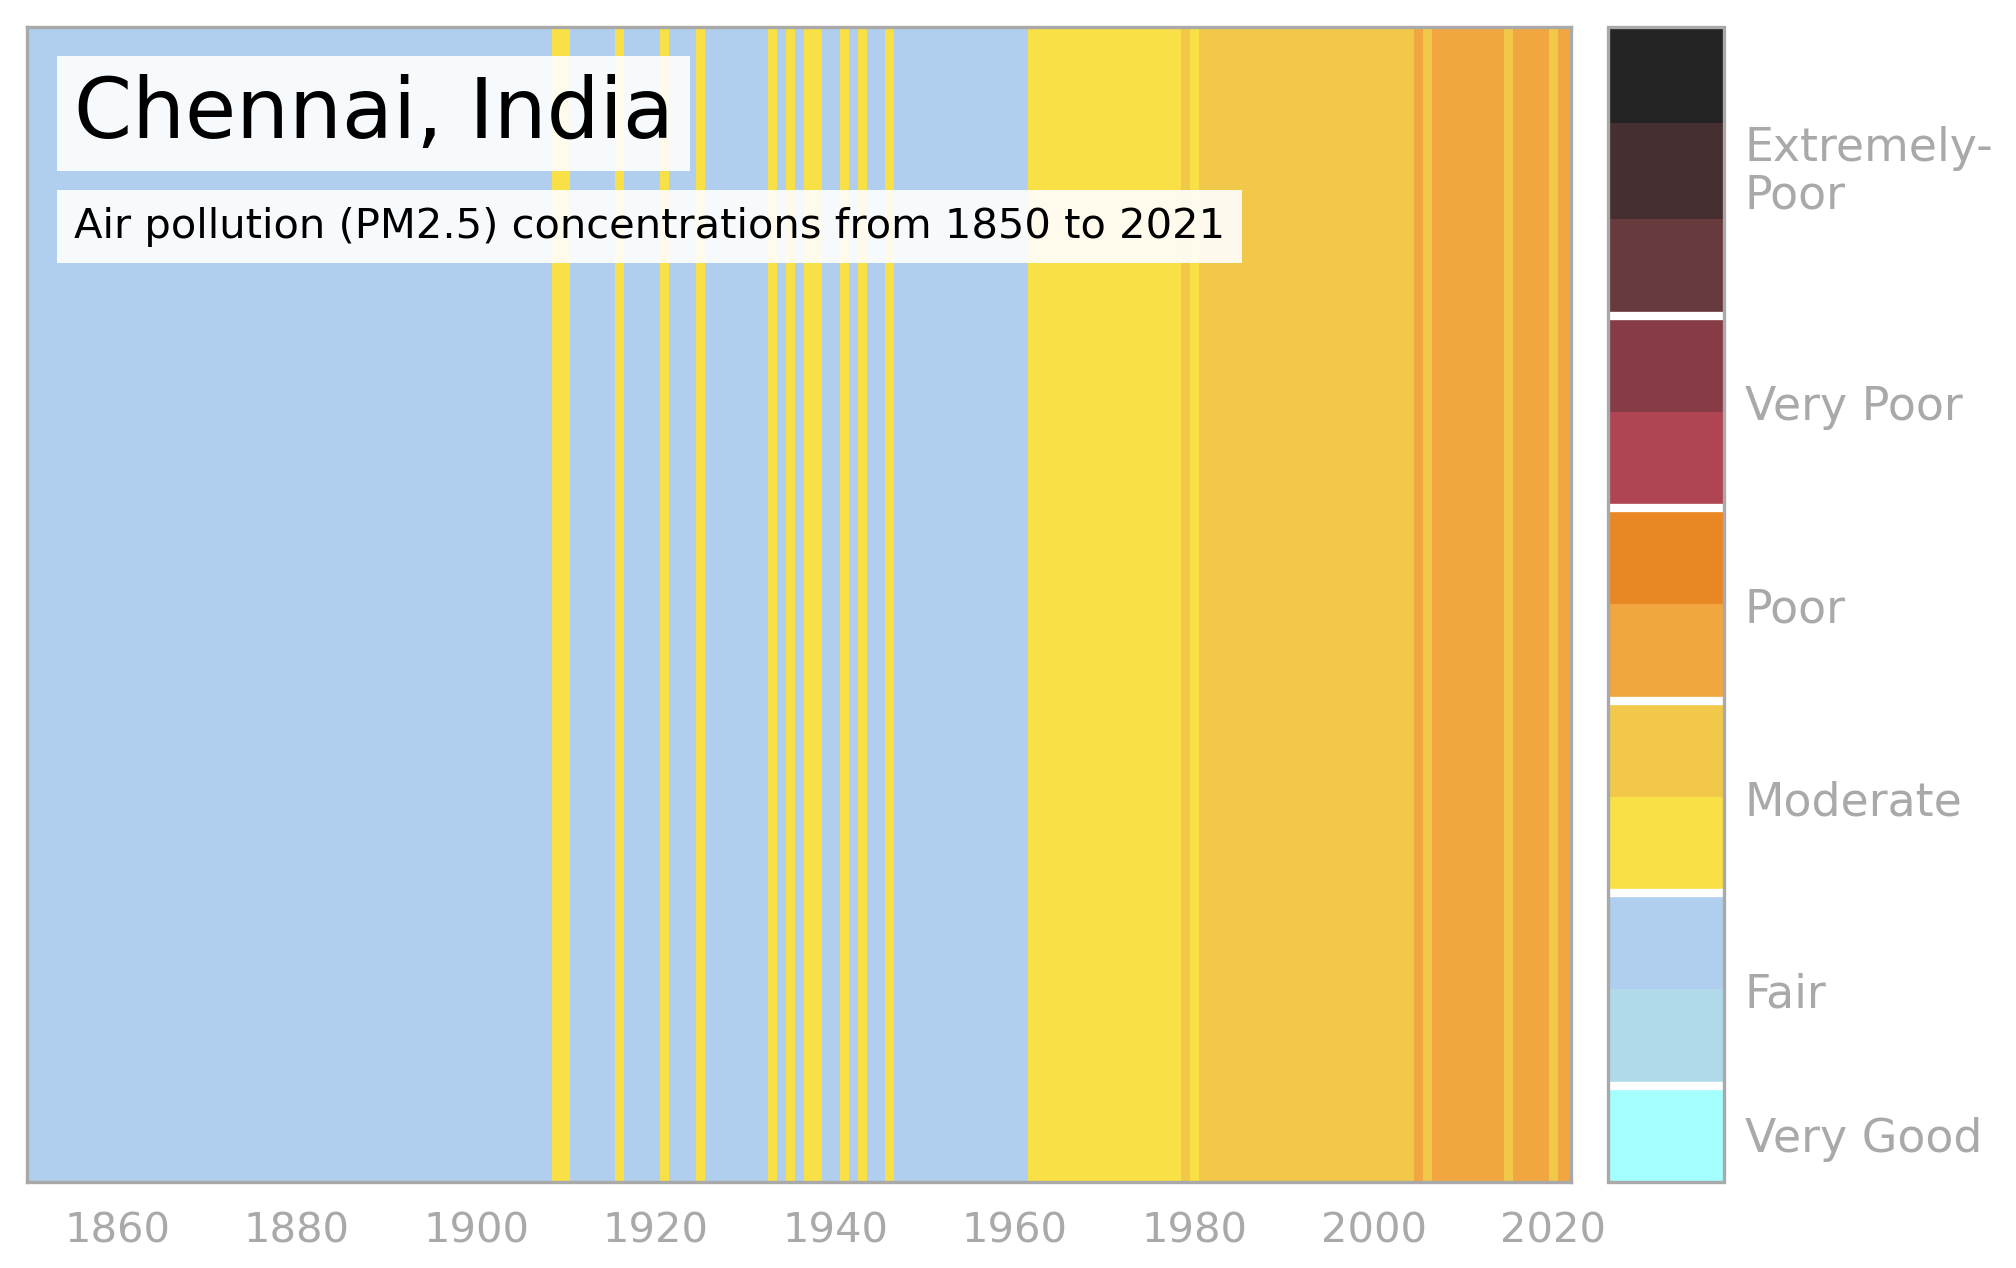 Chennai, India
Air pollution (PM2.5) concentrations from 1850 to 2021
Extremely-
Poor
Very Poor
Poor
Moderate
Fair
Very Good
1860 1880 1900 1920 1940 1960 1980 2000 2020